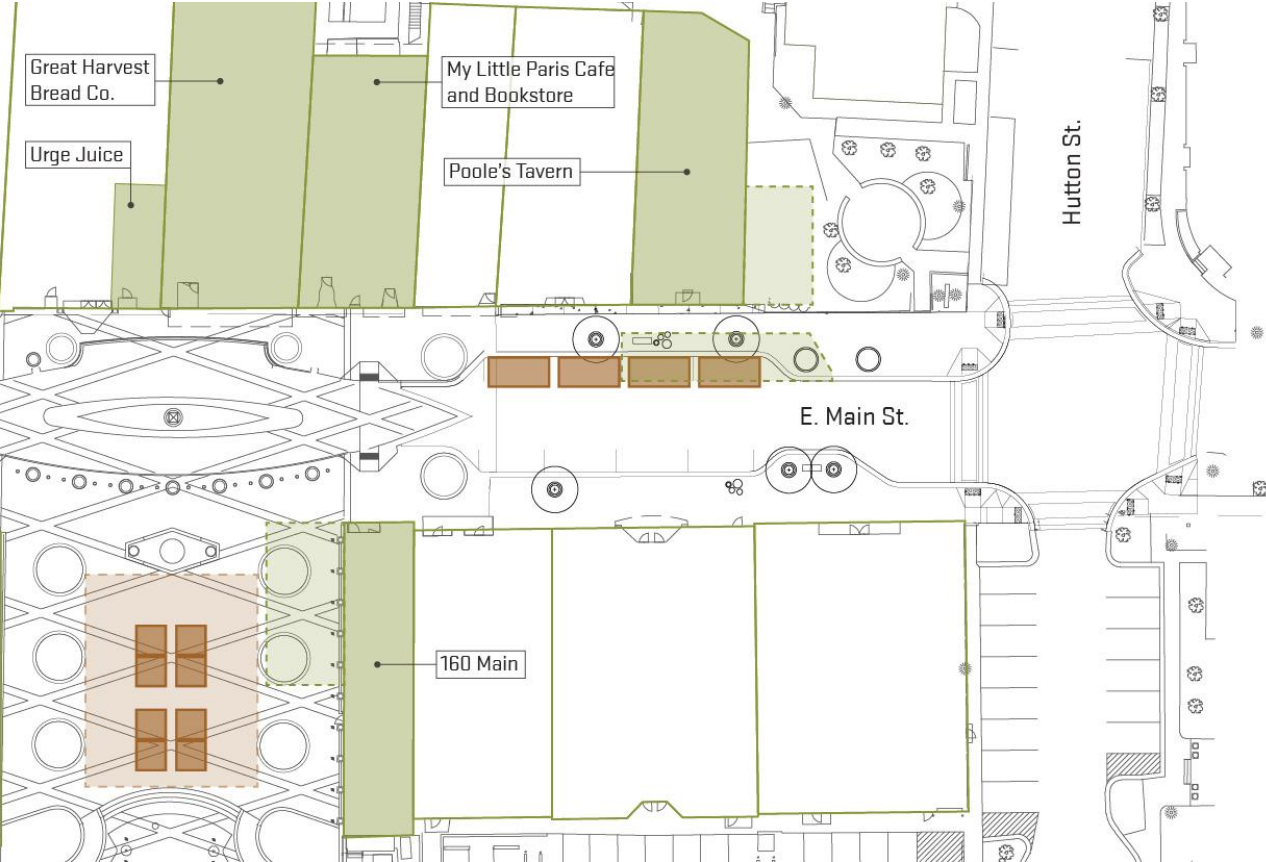 Great Harvest
Bread Co.
My Little Paris Cafe
and Bookstore
Urge Juice
Poole's Tavern
Hutton St.
E. Main St.
160 Main